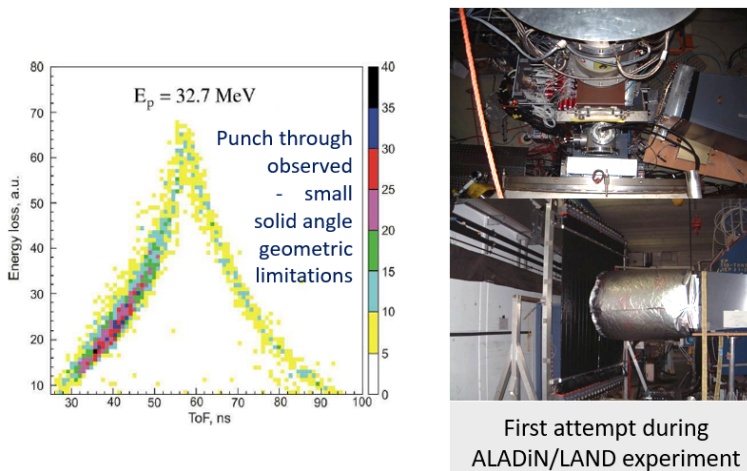 E_p = 32.7 MeV
Punch through
observed
- small
solid angle
geometric
limitations
Energy loss, a.u.
80
70
60
50
40
30
20
10
30
40
50
60
70
80
90
100
ToF, ns
40
35
30
25
20
15
10
5
0
First attempt during
ALADiN/LAND experiment